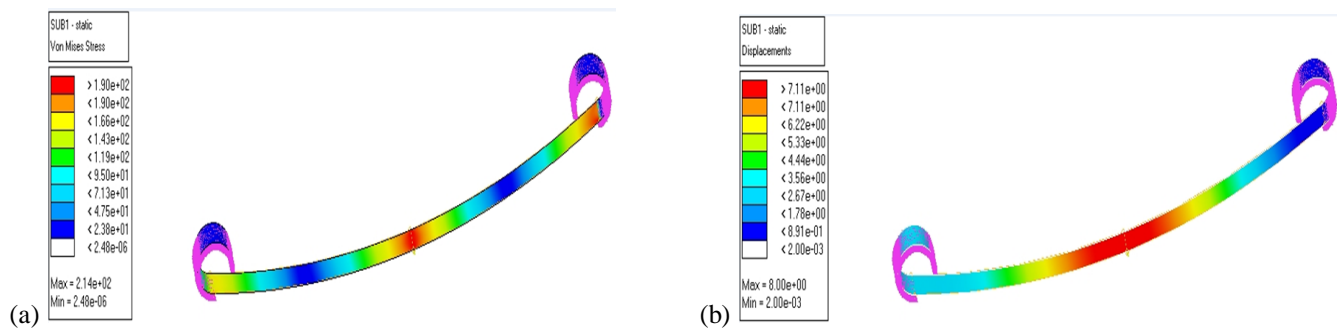 (a)
SUB1 - static
Von Mises Stress
> 1.90e+02
< 1.90e+02
< 1.66e+02
< 1.43e+02
< 1.19e+02
< 9.50e+01
< 7.13e+01
< 4.75e+01
< 2.38e+01
< 2.48e-06
Max = 2.14e+02
Min = 2.48e-06
(b)
SUB1 - static
Displacements
> 7.11e+00
< 7.11e+00
< 6.22e+00
< 5.33e+00
< 4.44e+00
< 3.56e+00
< 2.67e+00
< 1.78e+00
< 8.91e-01
< 2.00e-03
Max = 8.00e+00
Min = 2.00e-03